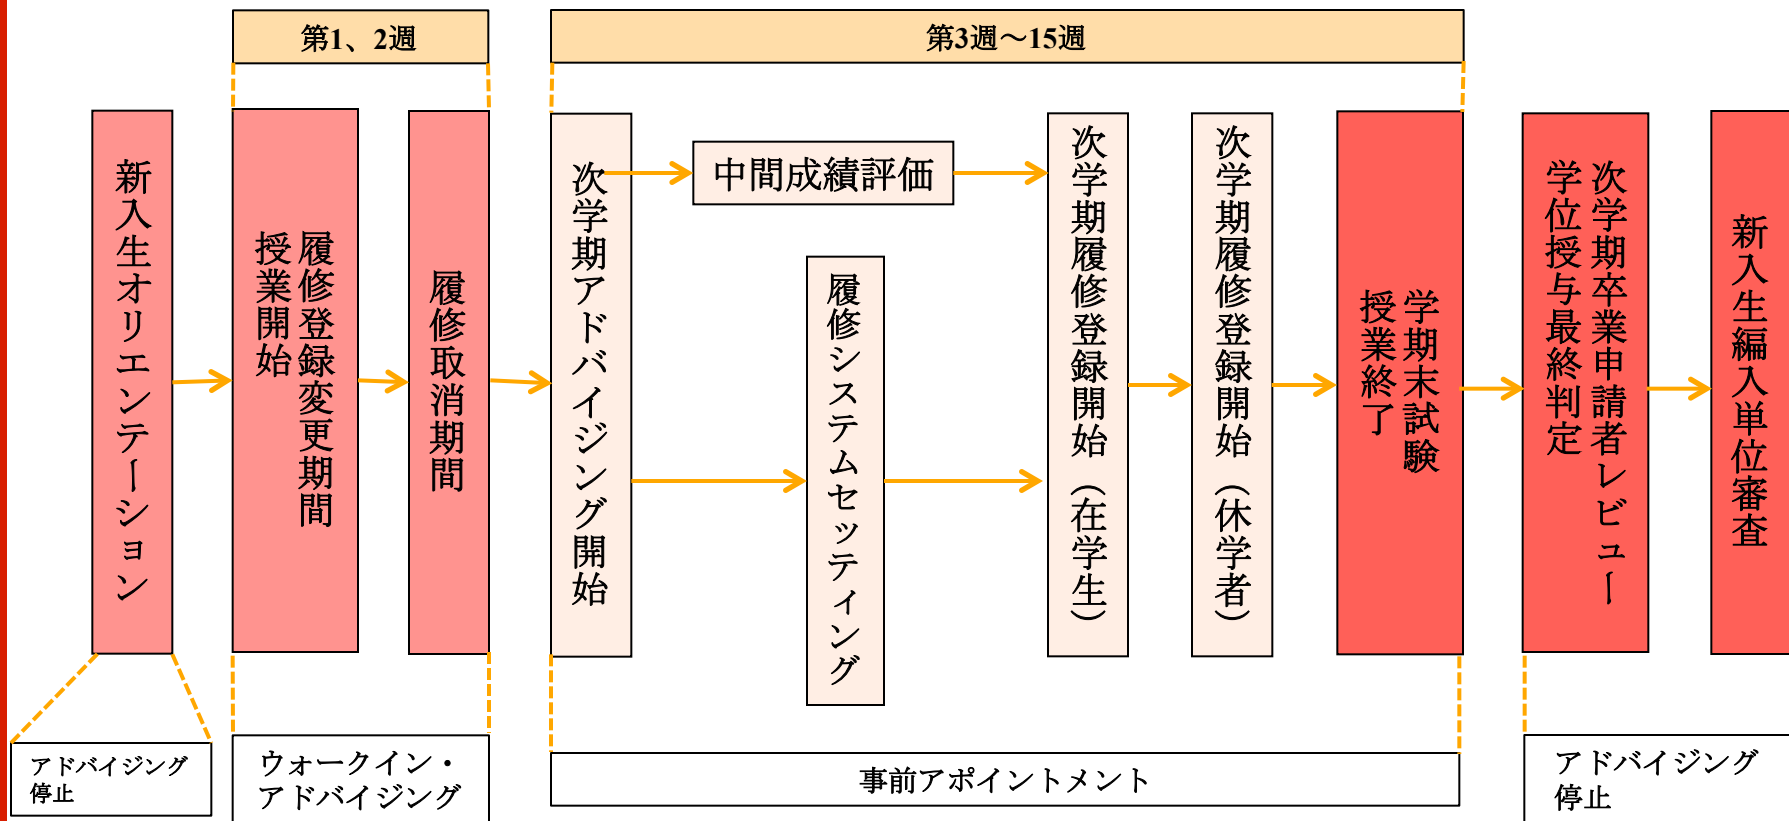 第1、2週
第3週～15週
新入生オリエンテーション
履修登録変更期間
授業開始
履修取消期間
次学期アドバイジング開始
中間成績評価
履修システムセッティング
次学期履修登録開始（在学生）
次学期履修登録開始（休学者）
学期末試験
授業終了
次学期卒業申請者レビュー
学位授与最終判定
新入生編入単位審査
アドバイジング
停止
ウォークイン・
アドバイジング
事前アポイントメント
アドバイジング
停止